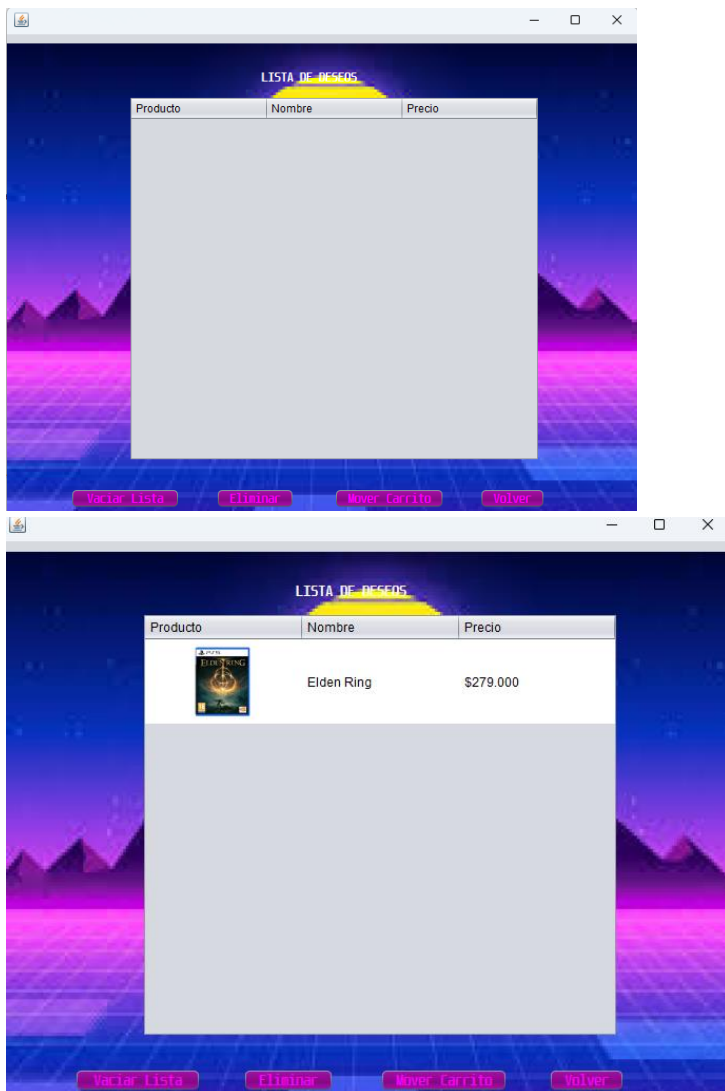 LISTA DE DESEOS
Producto Nombre Precio
Vaciar Lista Eliminar Mover Carrito Volver
LISTA DE DESEOS
Producto Nombre Precio
ELDEN RING
Elden Ring $279.000
Vaciar Lista Eliminar Mover Carrito Volver